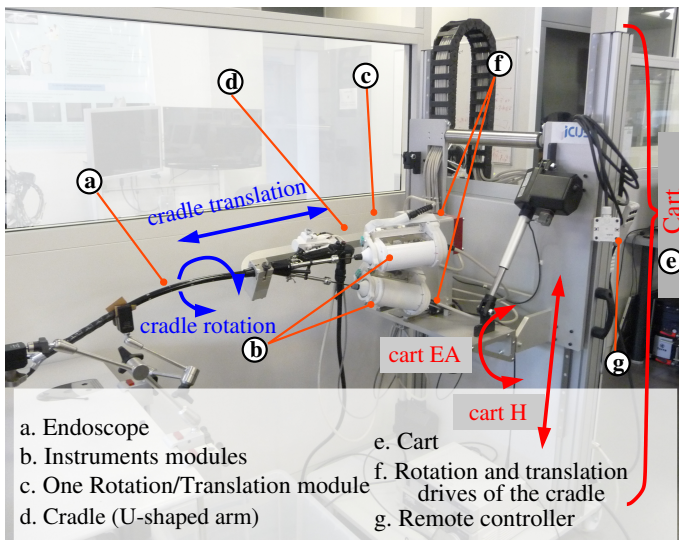 f
d
c
iCUS
a
cradle translation
Cart
e
cradle rotation
b
cart EA
g
cart H
a. Endoscope
b. Instruments modules
c. One Rotation/Translation module
d. Cradle (U-shaped arm)
e. Cart
f. Rotation and translation
drives of the cradle
g. Remote controller